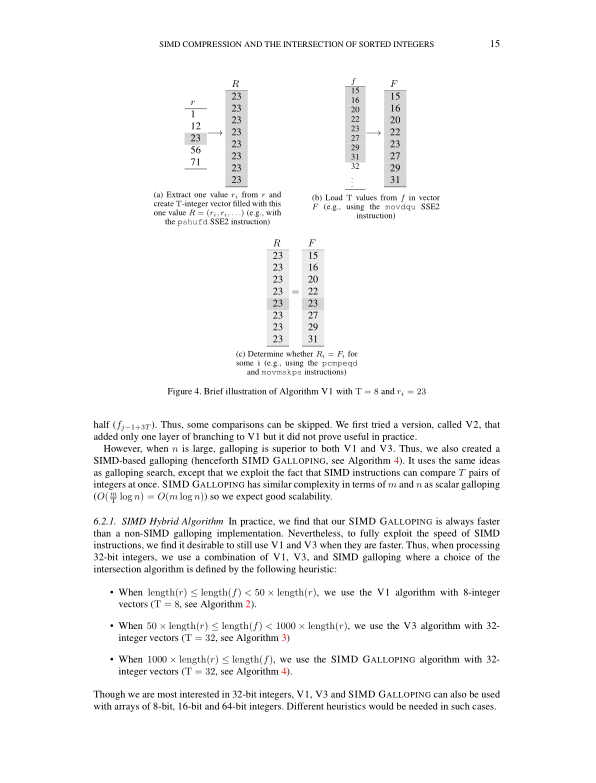 SIMD COMPRESSION AND THE INTERSECTION OF SORTED INTEGERS 15
r
1
12
23
56
71
→
R
23
23
23
23
23
23
23
23
(a) Extract one value r_i from r and
create T-integer vector filled with this
one value R = (r_i, r_i, . . .) (e.g., with
the pshufd SSE2 instruction)
f
15
16
20
22
23
27
29
31
32
⋮
→
F
15
16
20
22
23
27
29
31
(b) Load T values from f in vector
F (e.g., using the movdqu SSE2
instruction)
R F
23 15
23 16
23 20
23 = 22
23 23
23 27
23 29
23 31
(c) Determine whether R_i = F_i for
some i (e.g., using the pcmpeqd
and movmskps instructions)
Figure 4. Brief illustration of Algorithm V1 with T = 8 and r_i = 23
half (f_{j−1+3T}). Thus, some comparisons can be skipped. We first tried a version, called V2, that
added only one layer of branching to V1 but it did not prove useful in practice.
However, when n is large, galloping is superior to both V1 and V3. Thus, we also created a
SIMD-based galloping (henceforth SIMD GALLOPING, see Algorithm 4). It uses the same ideas
as galloping search, except that we exploit the fact that SIMD instructions can compare T pairs of
integers at once. SIMD GALLOPING has similar complexity in terms of m and n as scalar galloping
(O(m/T log n) = O(m log n)) so we expect good scalability.
6.2.1. SIMD Hybrid Algorithm In practice, we find that our SIMD GALLOPING is always faster
than a non-SIMD galloping implementation. Nevertheless, to fully exploit the speed of SIMD
instructions, we find it desirable to still use V1 and V3 when they are faster. Thus, when processing
32-bit integers, we use a combination of V1, V3, and SIMD galloping where a choice of the
intersection algorithm is defined by the following heuristic:
• When length(r) ≤ length(f) < 50 × length(r), we use the V1 algorithm with 8-integer
vectors (T = 8, see Algorithm 2).
• When 50 × length(r) ≤ length(f) < 1000 × length(r), we use the V3 algorithm with 32-
integer vectors (T = 32, see Algorithm 3)
• When 1000 × length(r) ≤ length(f), we use the SIMD GALLOPING algorithm with 32-
integer vectors (T = 32, see Algorithm 4).
Though we are most interested in 32-bit integers, V1, V3 and SIMD GALLOPING can also be used
with arrays of 8-bit, 16-bit and 64-bit integers. Different heuristics would be needed in such cases.